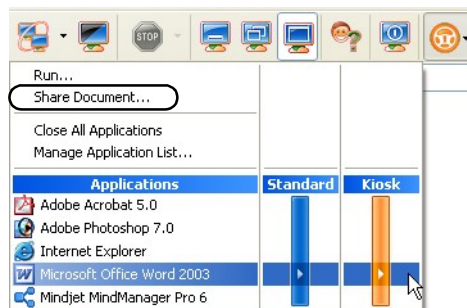 STOP
Run...
Share Document...
Close All Applications
Manage Application List...
Applications Standard Kiosk
Adobe Acrobat 5.0
Adobe Photoshop 7.0
Internet Explorer
Microsoft Office Word 2003
Mindjet MindManager Pro 6